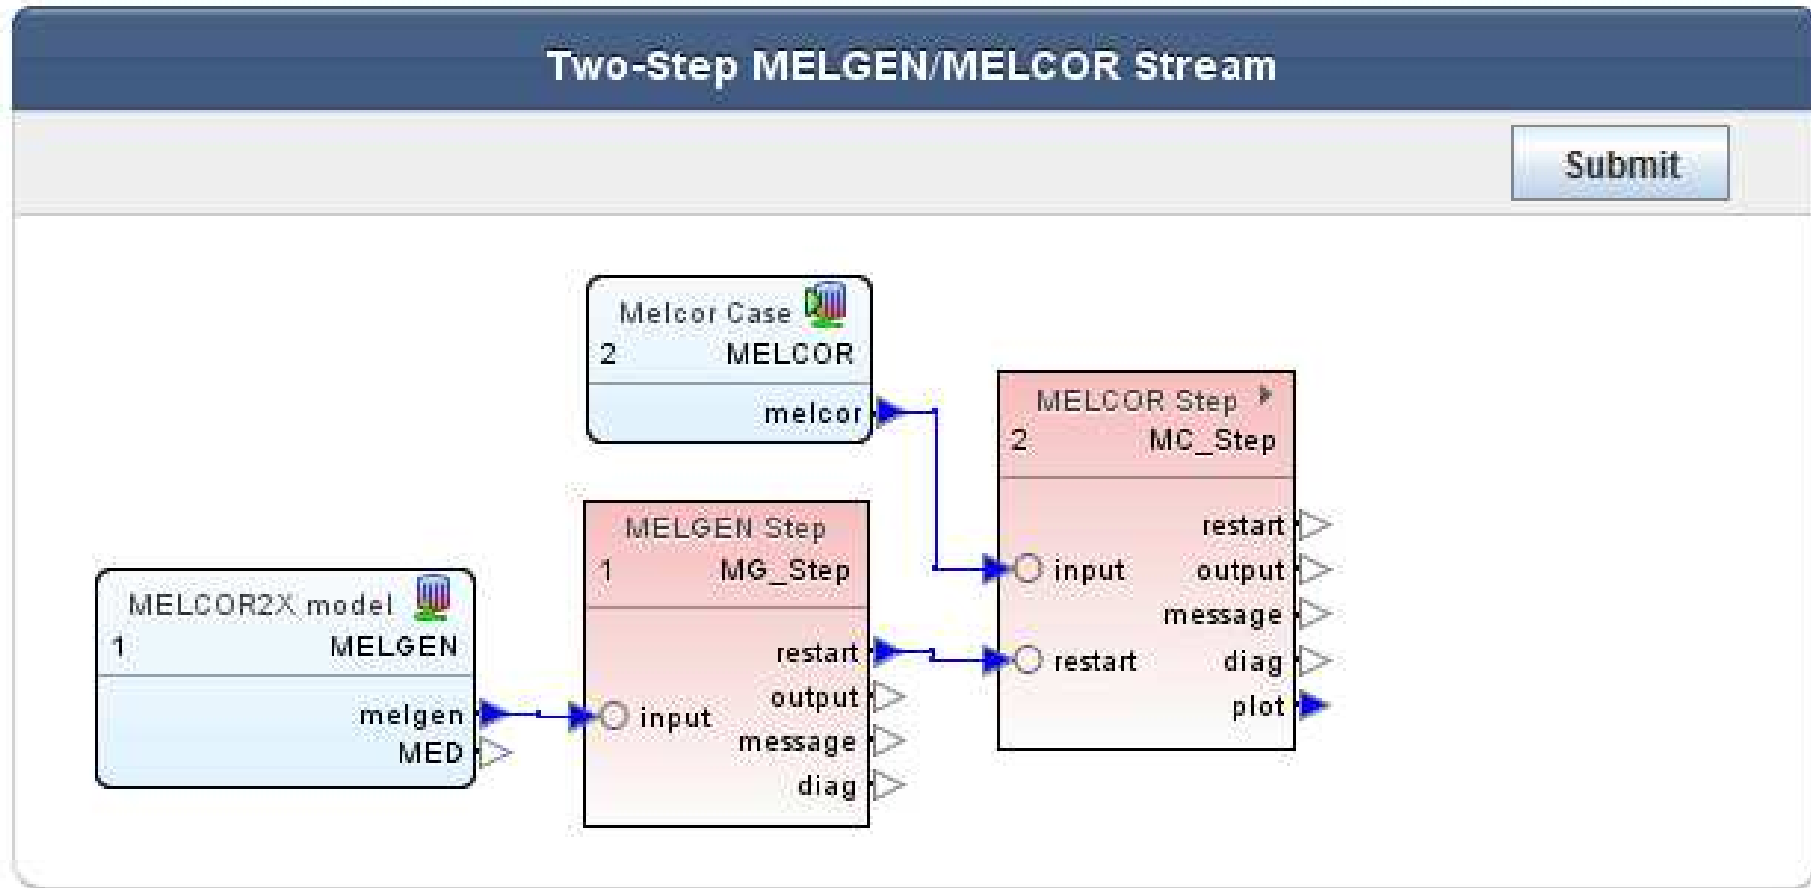 Two-Step MELGEN/MELCOR Stream
Submit
Melcor Case
2 MELCOR
melcor
MELCOR Step
2 MC_Step
restart
input output
message
restart diag
plot
MELGEN Step
1 MG_Step
restart
output
input
message
diag
MELCOR2X model
1 MELGEN
melgen
MED